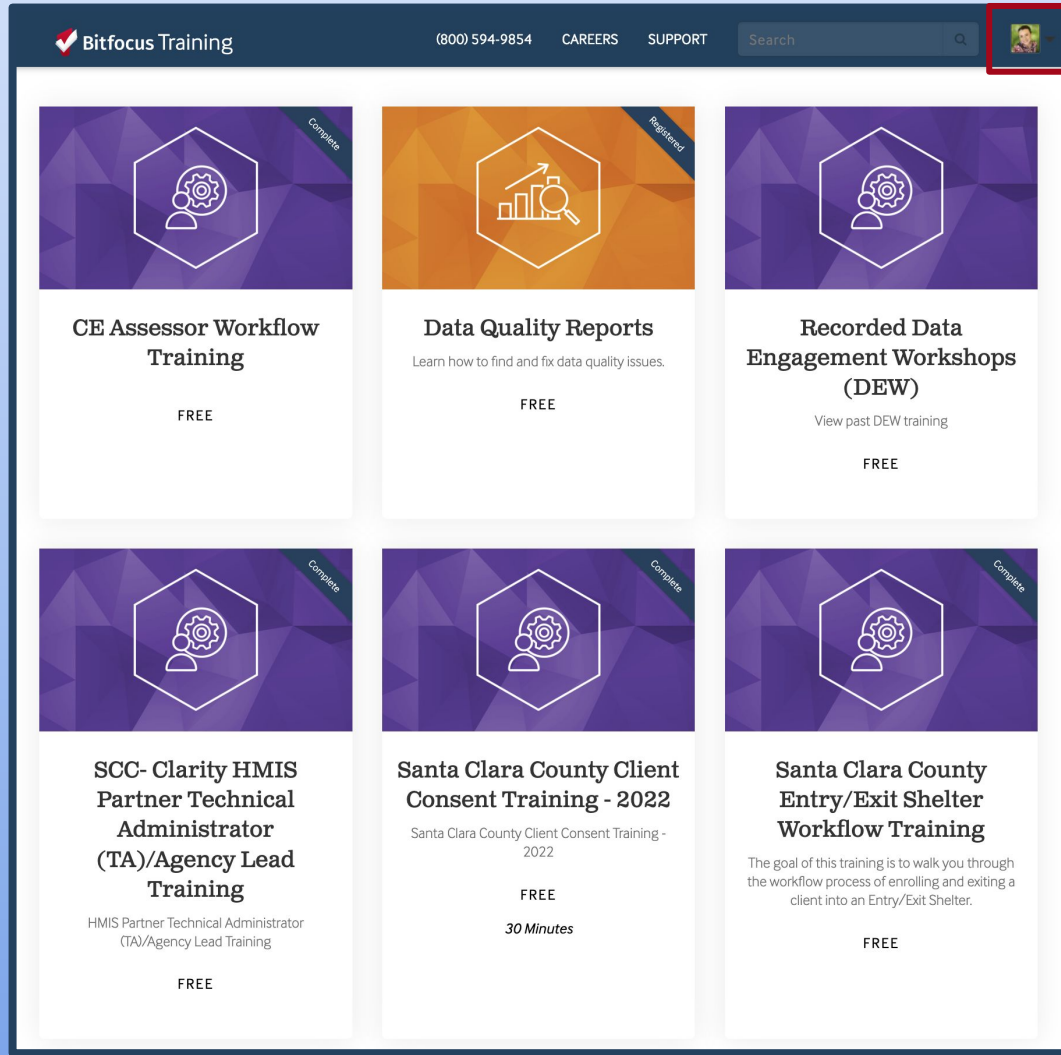 Bitfocus Training
(800) 594-9854 CAREERS SUPPORT Search
Complete
CE Assessor Workflow
Training
FREE
Registered
Data Quality Reports
Learn how to find and fix data quality issues.
FREE
Recorded Data
Engagement Workshops
(DEW)
View past DEW training
FREE
Complete
SCC- Clarity HMIS
Partner Technical
Administrator
(TA)/Agency Lead
Training
HMIS Partner Technical Administrator
(TA)/Agency Lead Training
FREE
Complete
Santa Clara County Client
Consent Training - 2022
Santa Clara County Client Consent Training -
2022
FREE
30 Minutes
Complete
Santa Clara County
Entry/Exit Shelter
Workflow Training
The goal of this training is to walk you through
the workflow process of enrolling and exiting a
client into an Entry/Exit Shelter.
FREE